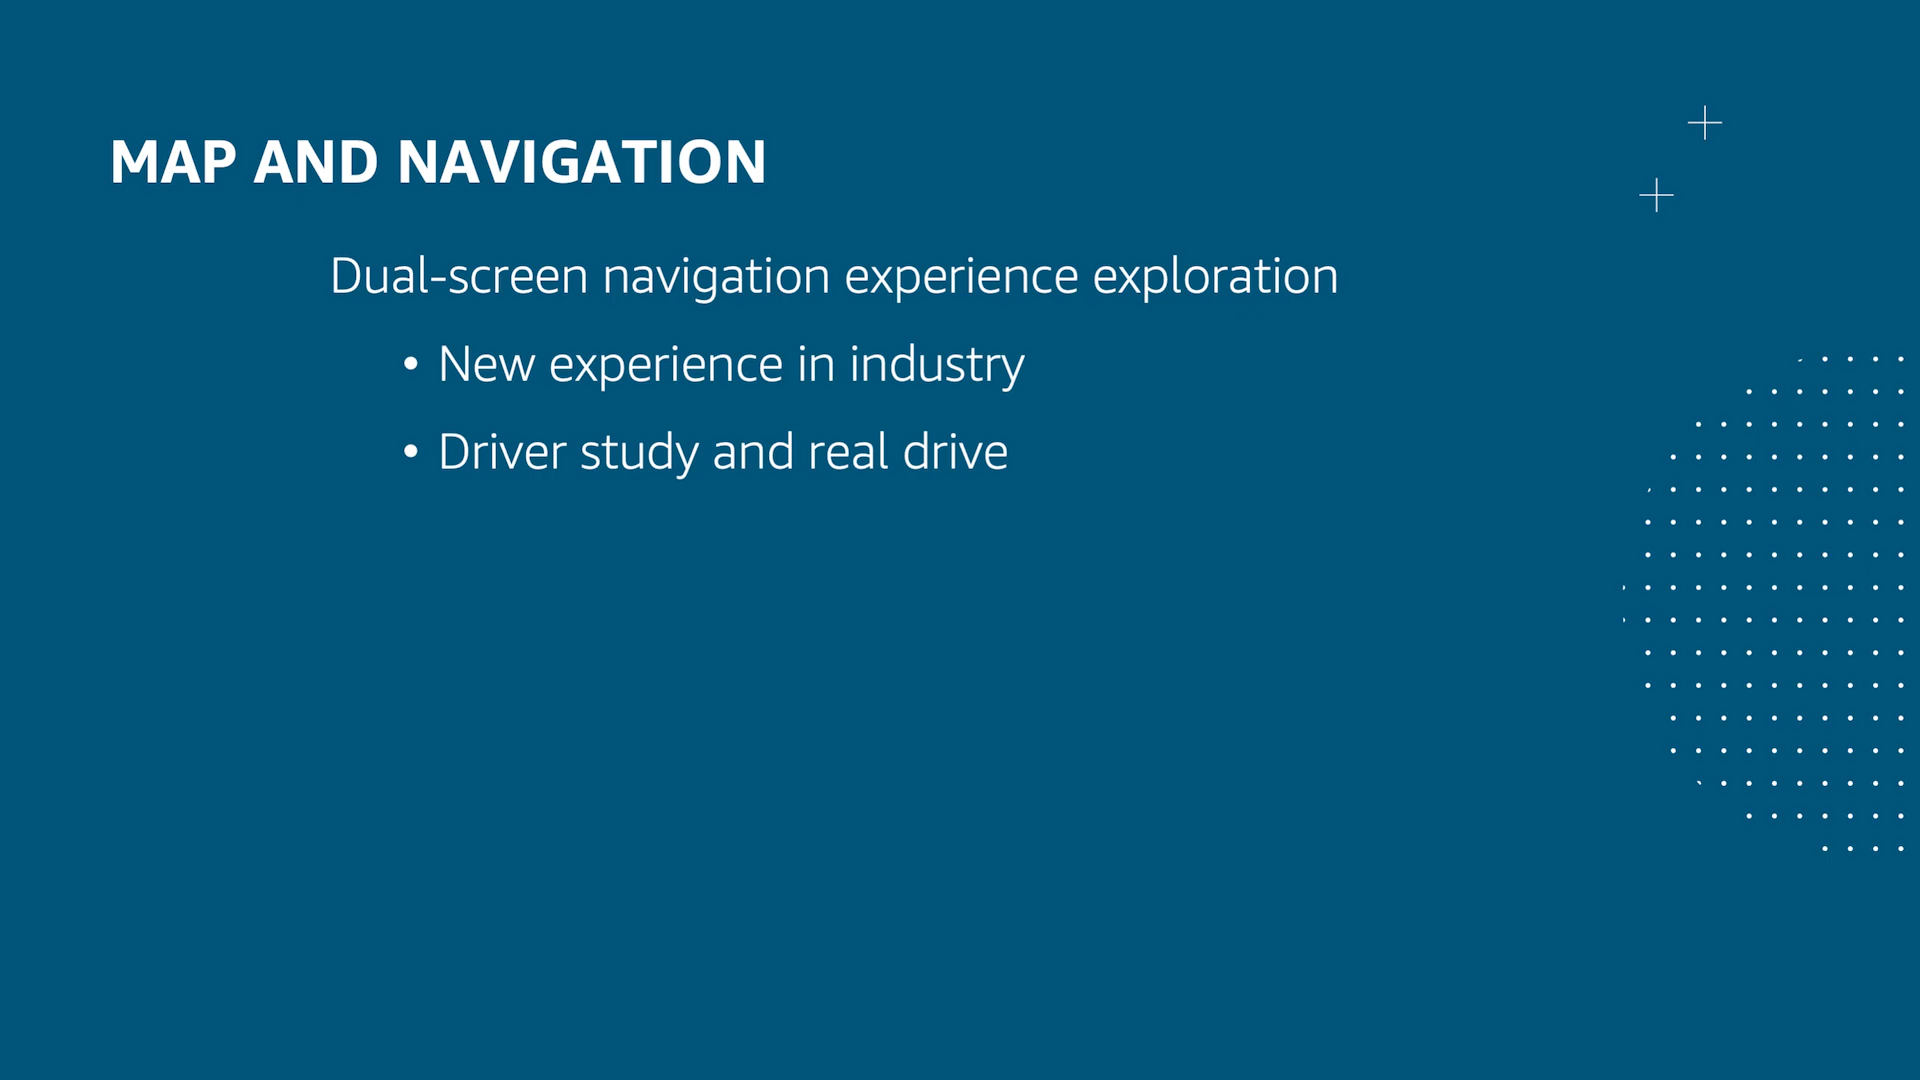 MAP AND NAVIGATION
Dual-screen navigation experience exploration
• New experience in industry
• Driver study and real drive